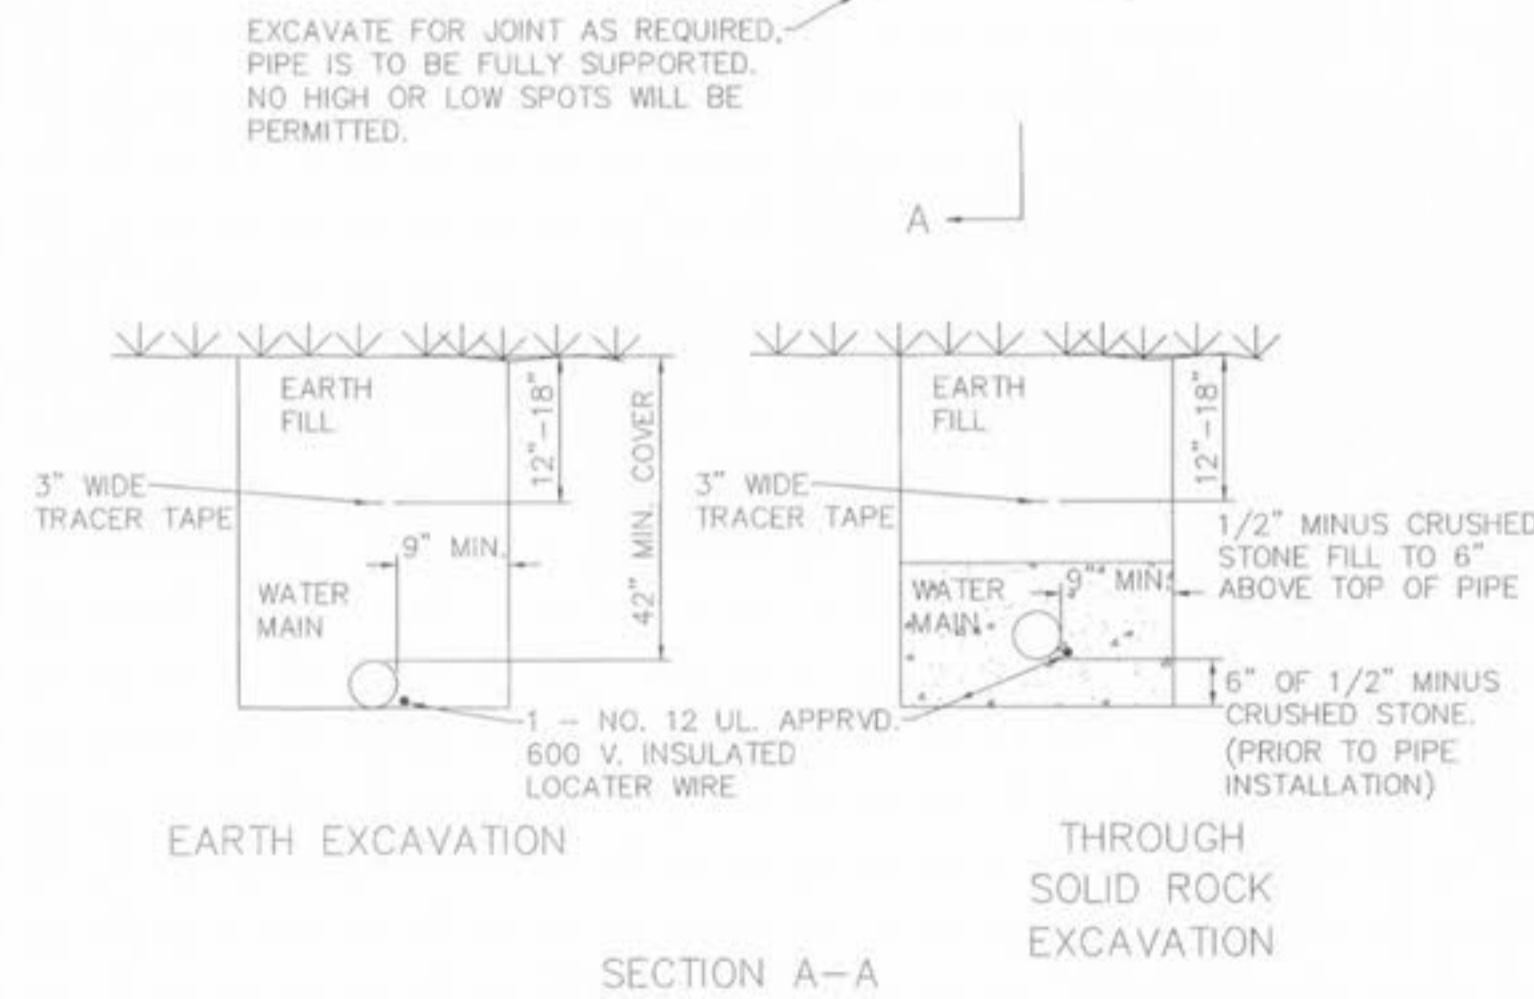 EXCAVATE FOR JOINT AS REQUIRED,
PIPE IS TO BE FULLY SUPPORTED.
NO HIGH OR LOW SPOTS WILL BE
PERMITTED.
A
EARTH
FILL
12"-18"
42" MIN. COVER
3" WIDE
TRACER TAPE
9" MIN.
WATER
MAIN
1 - NO. 12 UL. APPRVD.
600 V. INSULATED
LOCATER WIRE
EARTH EXCAVATION
EARTH
FILL
12"-18"
3" WIDE
TRACER TAPE
1/2" MINUS CRUSHED
STONE FILL TO 6"
ABOVE TOP OF PIPE
9" MIN.
WATER
MAIN
6" OF 1/2" MINUS
CRUSHED STONE.
(PRIOR TO PIPE
INSTALLATION)
THROUGH
SOLID ROCK
EXCAVATION
SECTION A-A